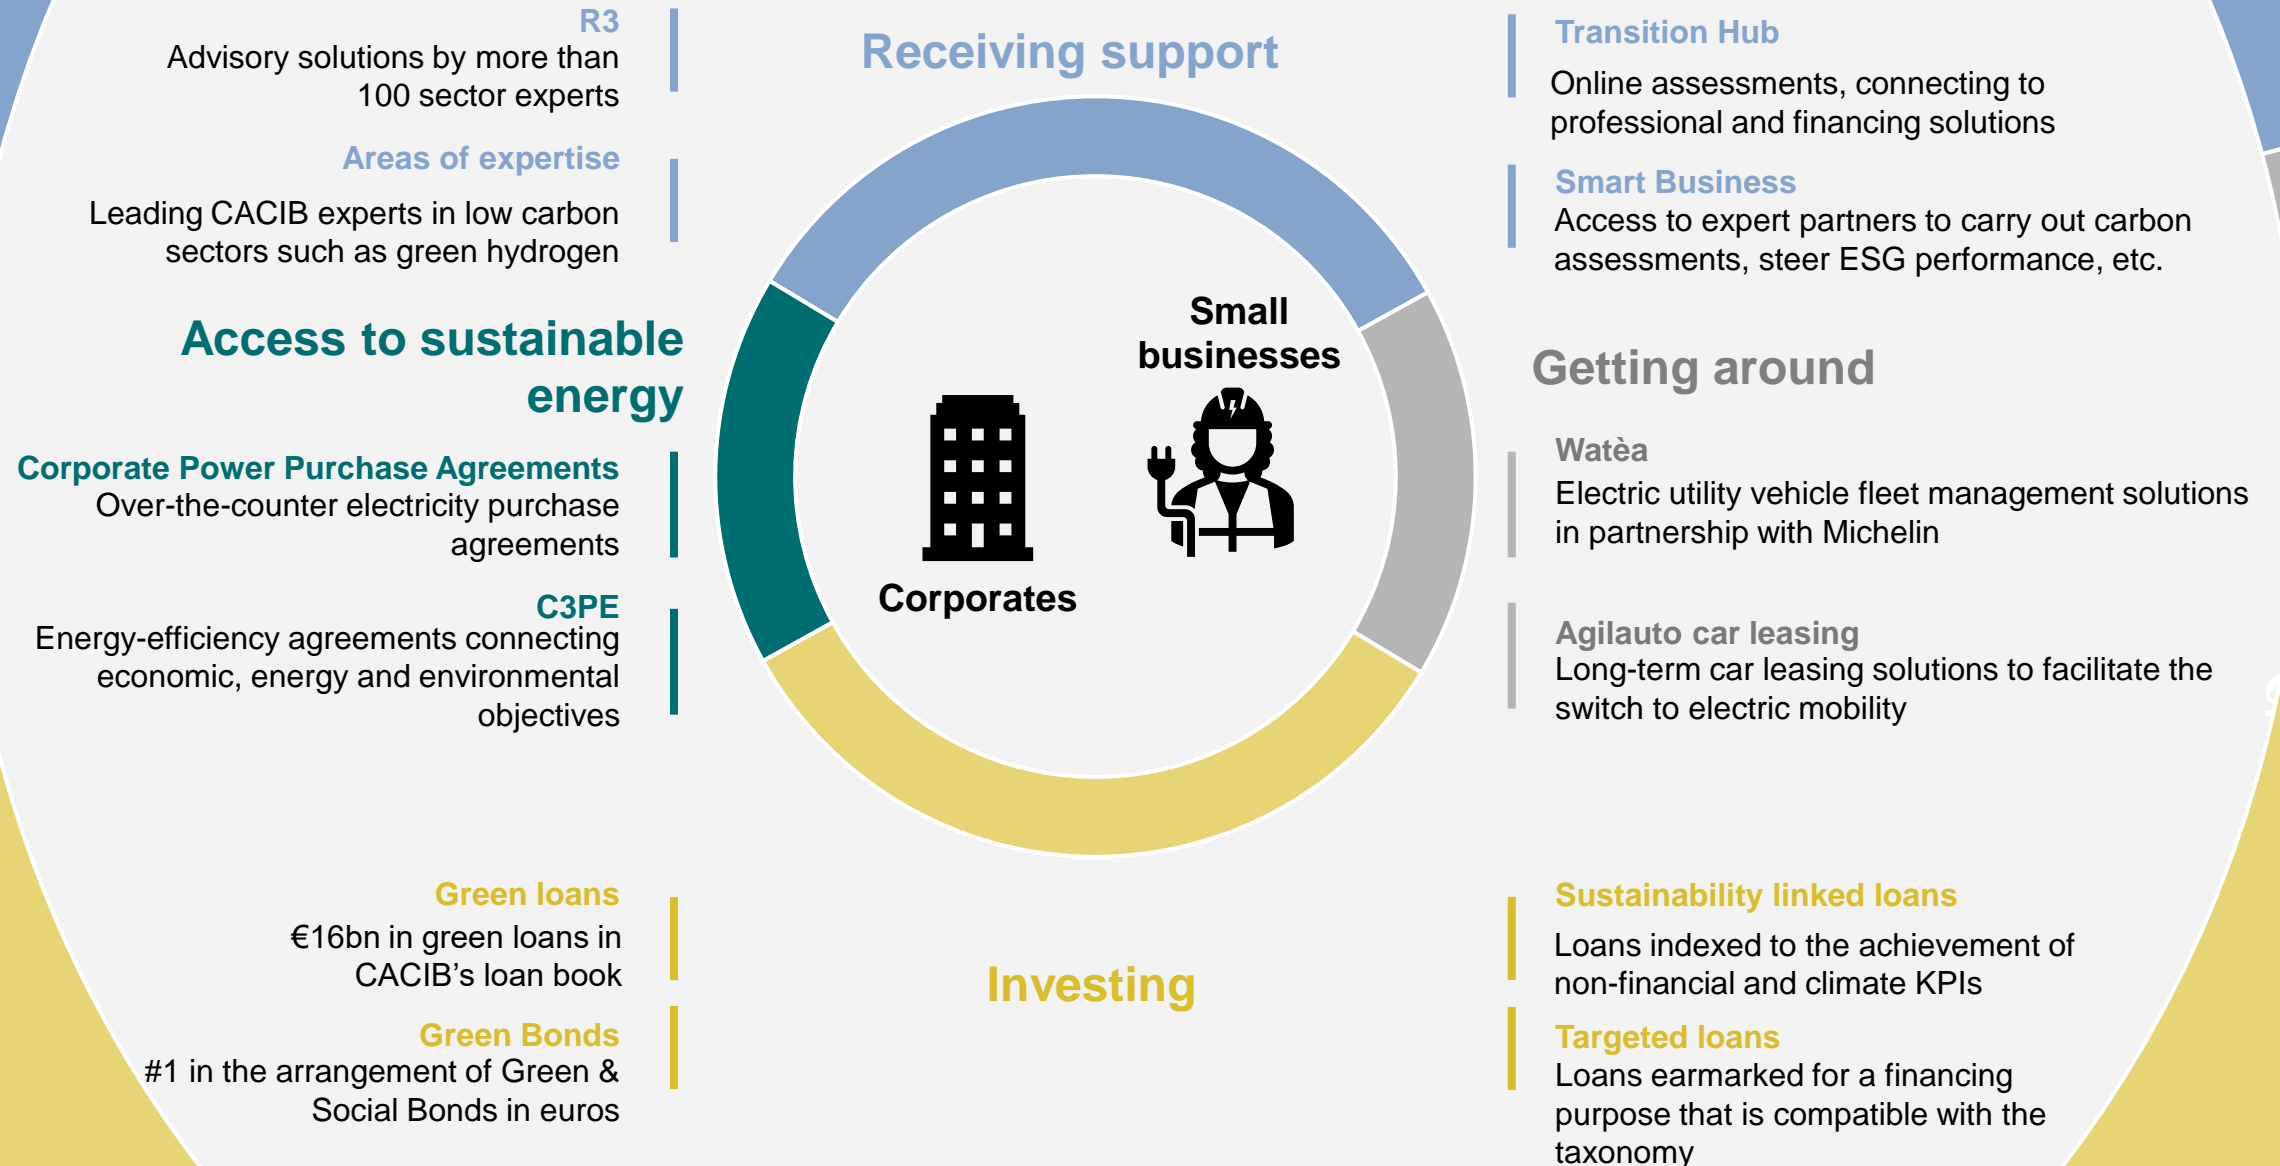 R3
Advisory solutions by more than
100 sector experts
Areas of expertise
Leading CACIB experts in low carbon
sectors such as green hydrogen
Receiving support
Transition Hub
Online assessments, connecting to
professional and financing solutions
Smart Business
Access to expert partners to carry out carbon
assessments, steer ESG performance, etc.
Access to sustainable
energy
Corporate Power Purchase Agreements
Over-the-counter electricity purchase
agreements
C3PE
Energy-efficiency agreements connecting
economic, energy and environmental
objectives
Small
businesses
Corporates
Getting around
Watèa
Electric utility vehicle fleet management solutions
in partnership with Michelin
Agilauto car leasing
Long-term car leasing solutions to facilitate the
switch to electric mobility
Green loans
€16bn in green loans in
CACIB's loan book
Green Bonds
#1 in the arrangement of Green &
Social Bonds in euros
Investing
Sustainability linked loans
Loans indexed to the achievement of
non-financial and climate KPIs
Targeted loans
Loans earmarked for a financing
purpose that is compatible with the
taxonomy